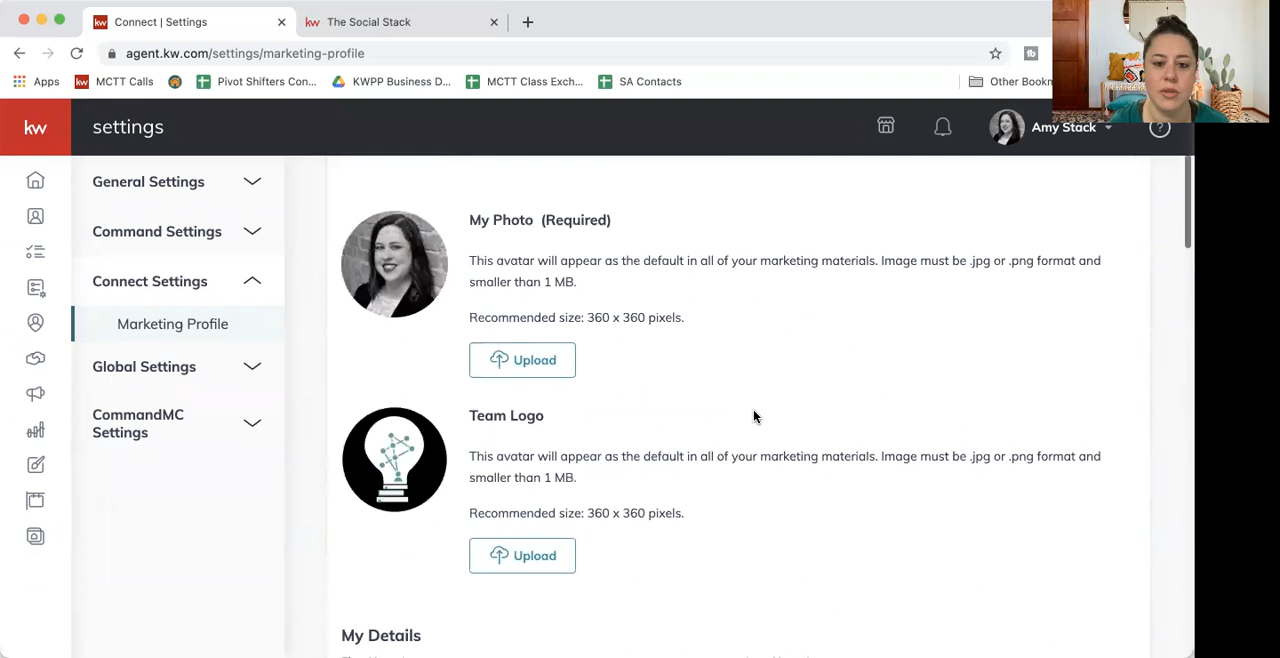 kw Connect | Settings
kw The Social Stack
agent.kw.com/settings/marketing-profile
Apps kw MCTT Calls Pivot Shifters Con... KWPP Business D... MCTT Class Exch... SA Contacts Other Bookm
kw settings Amy Stack ?
General Settings
Command Settings
Connect Settings
Marketing Profile
Global Settings
CommandMC
Settings
My Photo (Required)
This avatar will appear as the default in all of your marketing materials. Image must be .jpg or .png format and
smaller than 1 MB.
Recommended size: 360 x 360 pixels.
Upload
Team Logo
This avatar will appear as the default in all of your marketing materials. Image must be .jpg or .png format and
smaller than 1 MB.
Recommended size: 360 x 360 pixels.
Upload
My Details